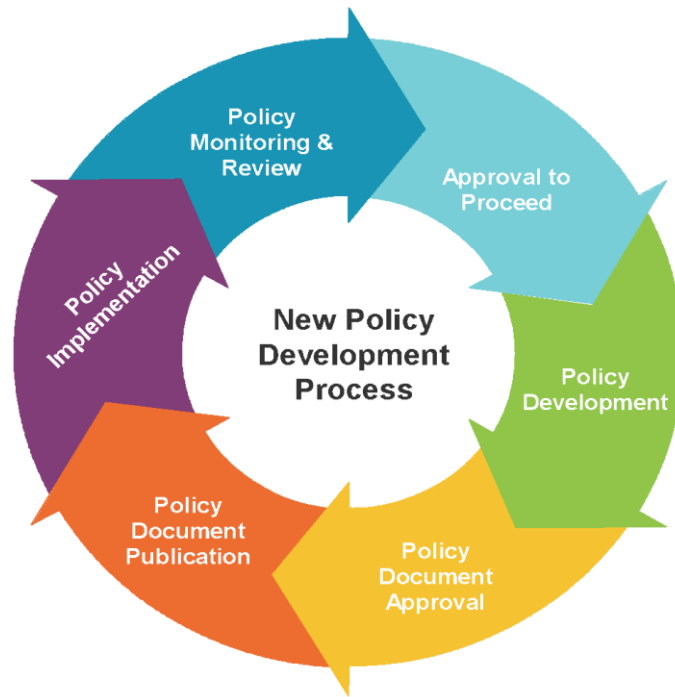 New Policy
Development
Process
Approval to
Proceed
Policy
Development
Policy
Document
Approval
Policy
Document
Publication
Policy
Implementation
Policy
Monitoring &
Review